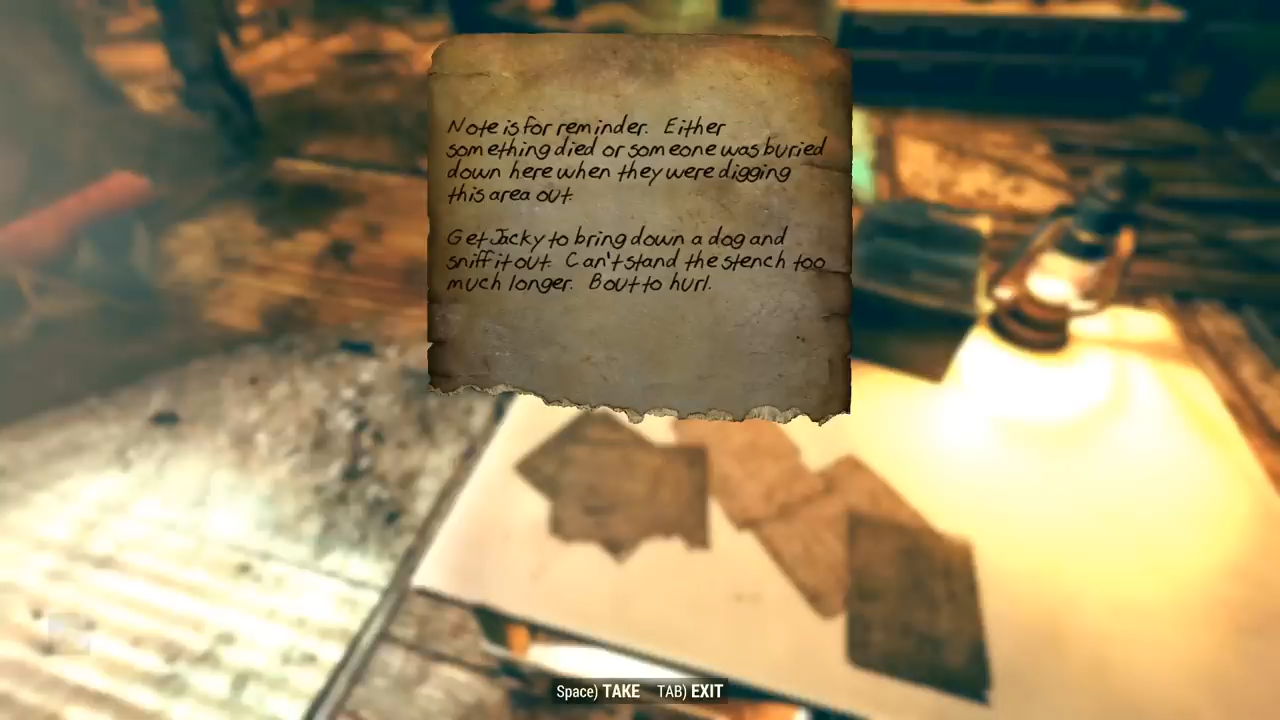 Note is for reminder. Either
something died or someone was buried
down here when they were digging
this area out.
Get Jacky to bring down a dog and
sniff it out. Can't stand the stench too
much longer. Bout to hurl.
Space) TAKE TAB) EXIT